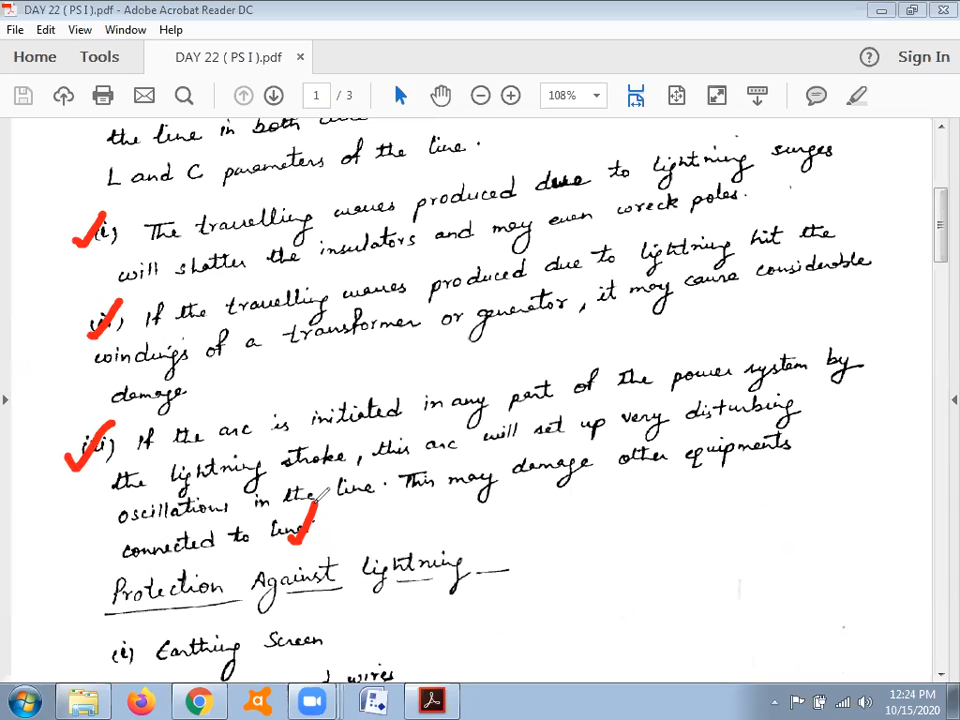 DAY 22 ( PS I ).pdf - Adobe Acrobat Reader DC
File Edit View Window Help
Home Tools DAY 22 ( PS I ).pdf × Sign In
1 / 3 108%
the line in both
L and C parameters of the line.
(i) The travelling waves produced due to lightning surges
will shatter the insulators and may even wreck poles.
(ii) If the travelling waves produced due to lightning hit the
windings of a transformer or generator, it may cause considerable
damage
(iii) If the arc is initiated in any part of the power system by
the lightning stroke, this arc will set up very disturbing
oscillations in the line. This may damage other equipments
connected to line.
Protection Against lightning
(i) Earthing Screen
wires
12:24 PM
10/15/2020